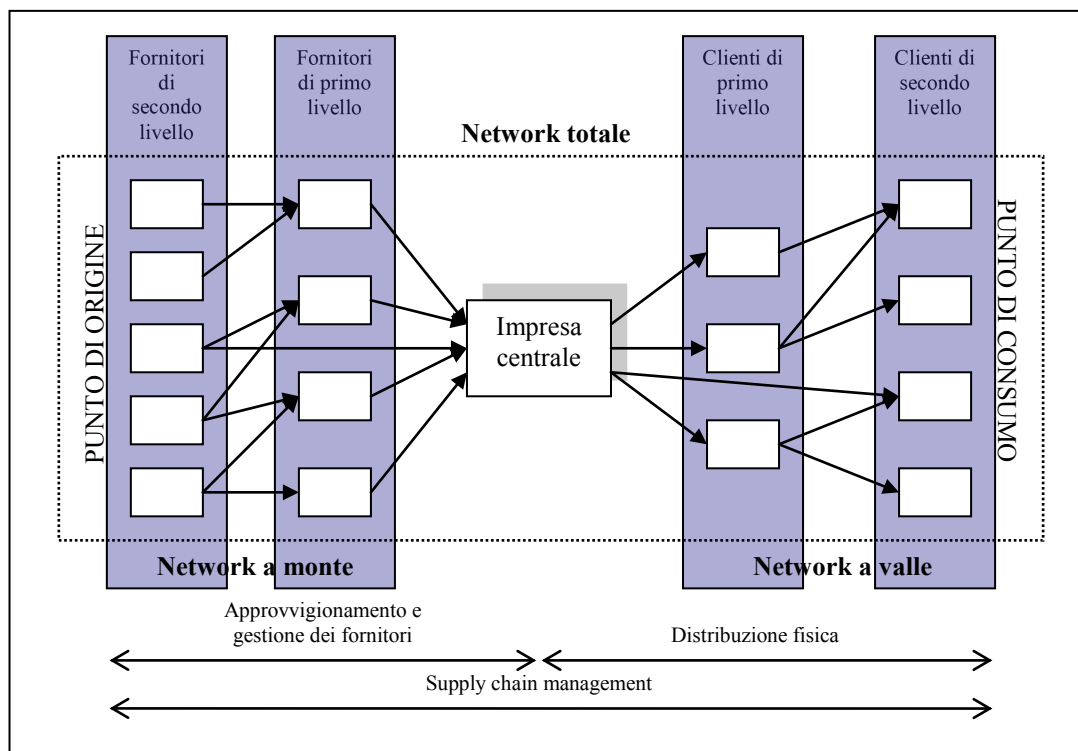 Fornitori
di
secondo
livello
Fornitori
di primo
livello
Clienti di
primo
livello
Clienti di
secondo
livello
Network totale
PUNTO DI ORIGINE
Impresa
centrale
PUNTO DI CONSUMO
Network a monte
Network a valle
Approvvigionamento e
gestione dei fornitori
Distribuzione fisica
Supply chain management